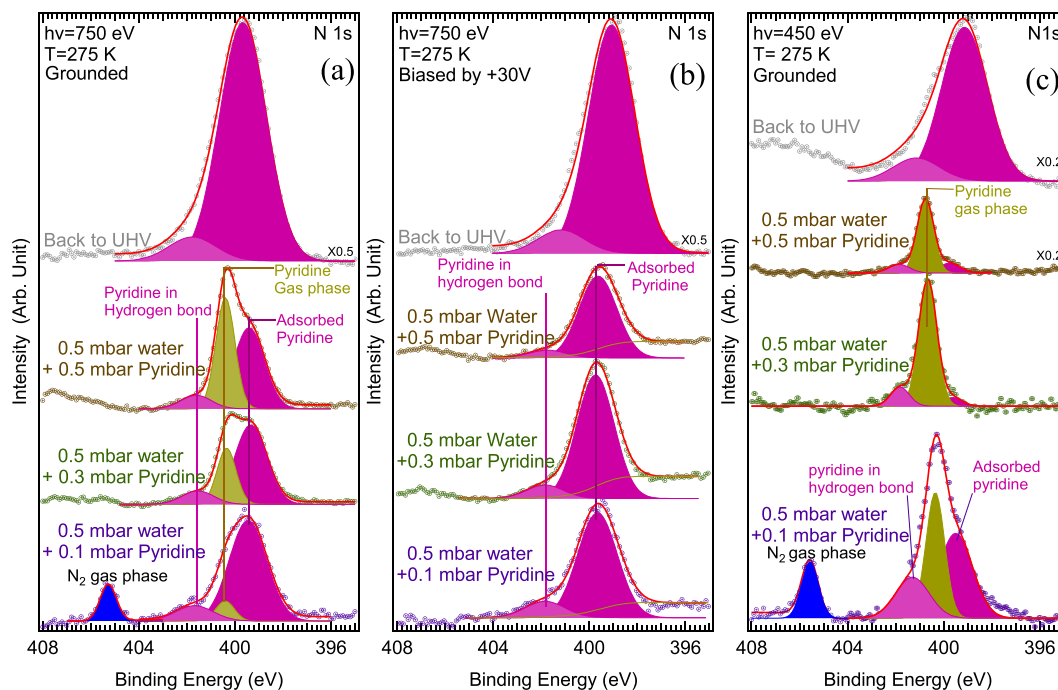 hv=750 eV
N 1s
T=275 K
Grounded
(a)
Back to UHV
X0.5
Pyridine
Gas phase
Pyridine in
Hydrogen bond
Adsorbed
Pyridine
0.5 mbar water
+ 0.5 mbar Pyridine
0.5 mbar water
+ 0.3 mbar Pyridine
0.5 mbar water
+ 0.1 mbar Pyridine
N2 gas phase
Intensity (Arb. Unit)
408
404
400
396
Binding Energy (eV)
hv=750 eV
N 1s
T=275 K
Biased by +30V
(b)
Back to UHV
X0.5
Pyridine in
hydrogen bond
Adsorbed
Pyridine
0.5 mbar Water
+0.5 mbar Pyridine
0.5 mbar Water
+0.3 mbar Pyridine
0.5 mbar water
+0.1 mbar Pyridine
Intensity (Arb. Unit)
408
404
400
396
Binding Energy (eV)
hv=450 eV
N1s
T=275 K
Grounded
(c)
Back to UHV
X0.2
Pyridine
gas phase
0.5 mbar water
+0.5 mbar Pyridine
X0.2
0.5 mbar water
+0.3 mbar Pyridine
pyridine in
hydrogen bond
Adsorbed
pyridine
0.5 mbar water
+0.1 mbar Pyridine
N2 gas phase
Intensity (Arb. Unit)
408
404
400
396
Binding Energy (eV)